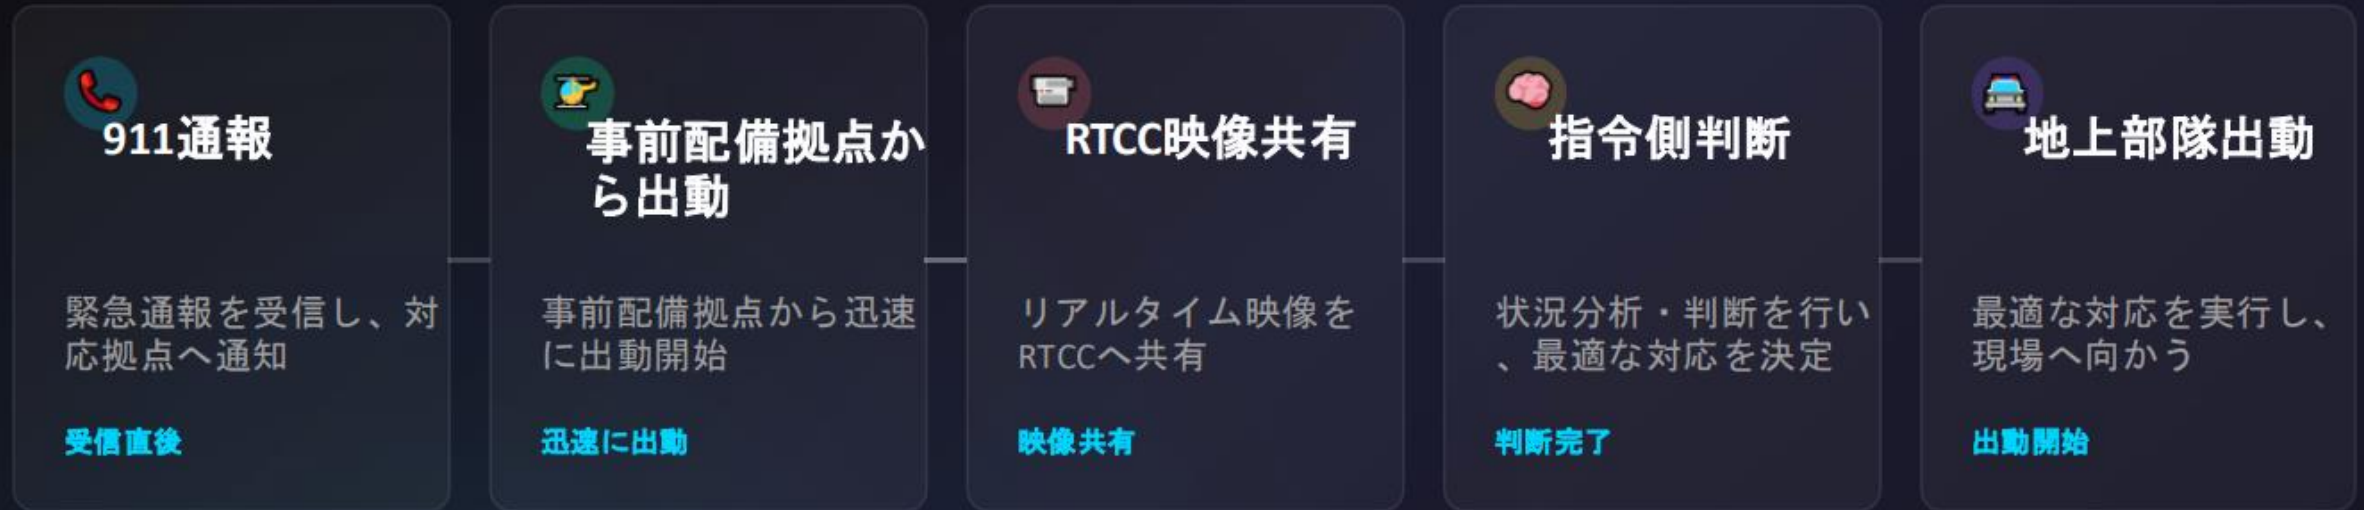 911通報
緊急通報を受信し、対
応拠点へ通知
受信直後
事前配備拠点か
ら出動
事前配備拠点から迅速
に出動開始
迅速に出動
RTCC映像共有
リアルタイム映像を
RTCCへ共有
映像共有
指令側判断
状況分析・判断を行い
、最適な対応を決定
判断完了
地上部隊出動
最適な対応を実行し、
現場へ向かう
出動開始